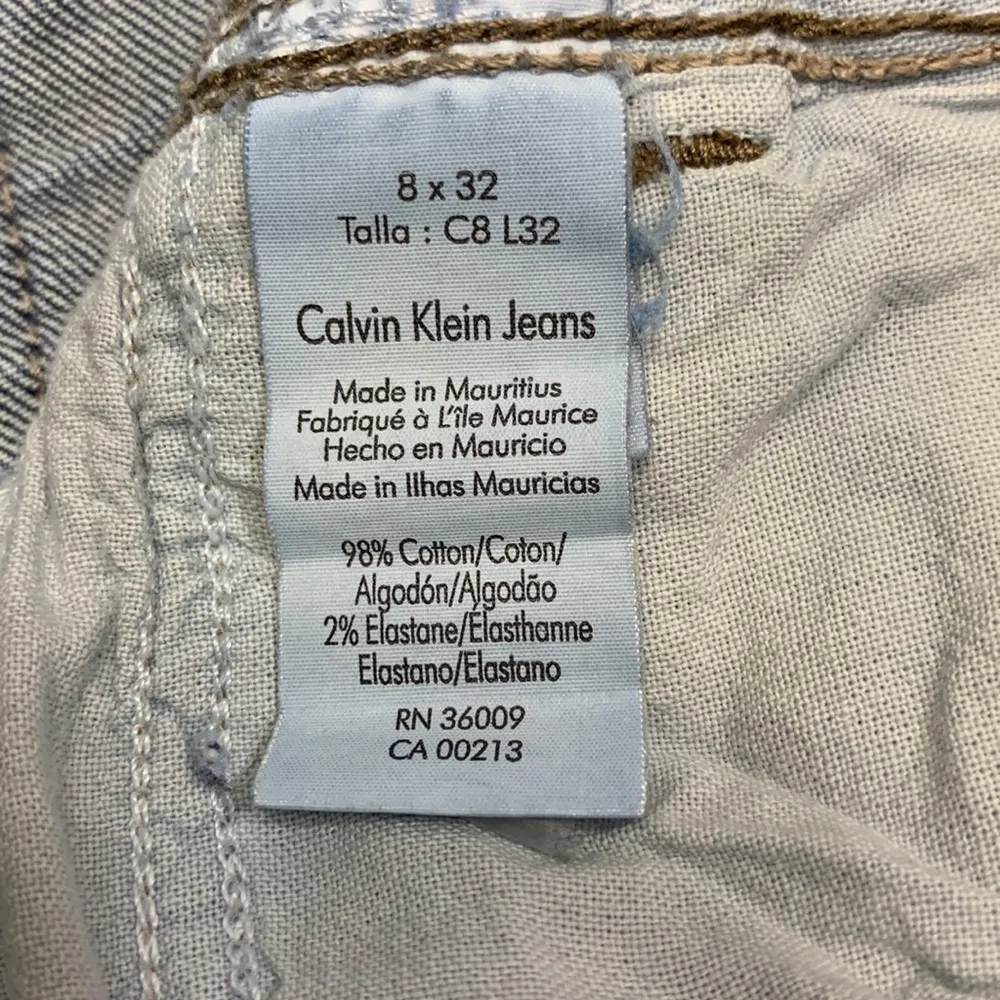 8 x 32
Talla : C8 L32
Calvin Klein Jeans
Made in Mauritius
Fabriqué à L'île Maurice
Hecho en Mauricio
Made in Ilhas Mauricias
98% Cotton/Coton/
Algodón/Algodão
2% Elastane/Élasthanne
Elastano/Elastano
RN 36009
CA 00213